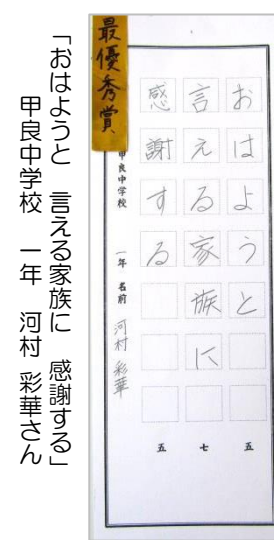 おはようと 五
言える家族に 七
感謝する 五
甲良中学校 一年 名前 河村 彩華
最優秀賞
「おはようと 言える家族に 感謝する」
甲良中学校 一年 河村 彩華さん